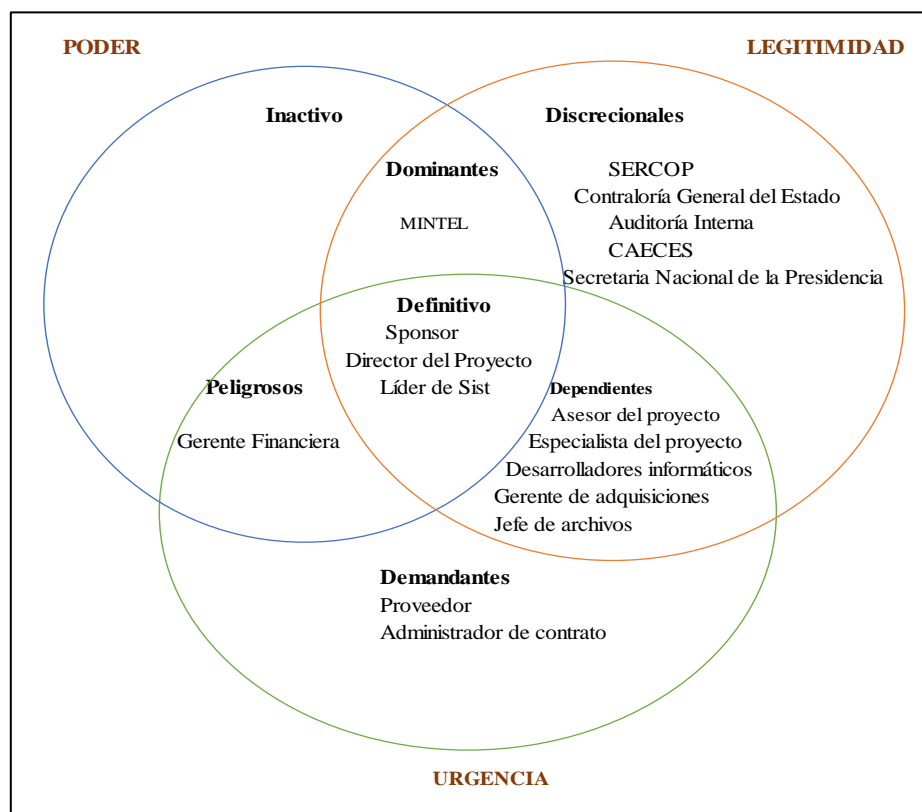 PODER
LEGITIMIDAD
Inactivo
Discrecionales
Dominantes
SERCOP
Contraloría General del Estado
MINTEL
Auditoría Interna
CAECES
Secretaria Nacional de la Presidencia
Definitivo
Sponsor
Director del Proyecto
Líder de Sist
Peligrosos
Gerente Financiera
Dependientes
Asesor del proyecto
Especialista del proyecto
Desarrolladores informáticos
Gerente de adquisiciones
Jefe de archivos
Demandantes
Proveedor
Administrador de contrato
URGENCIA